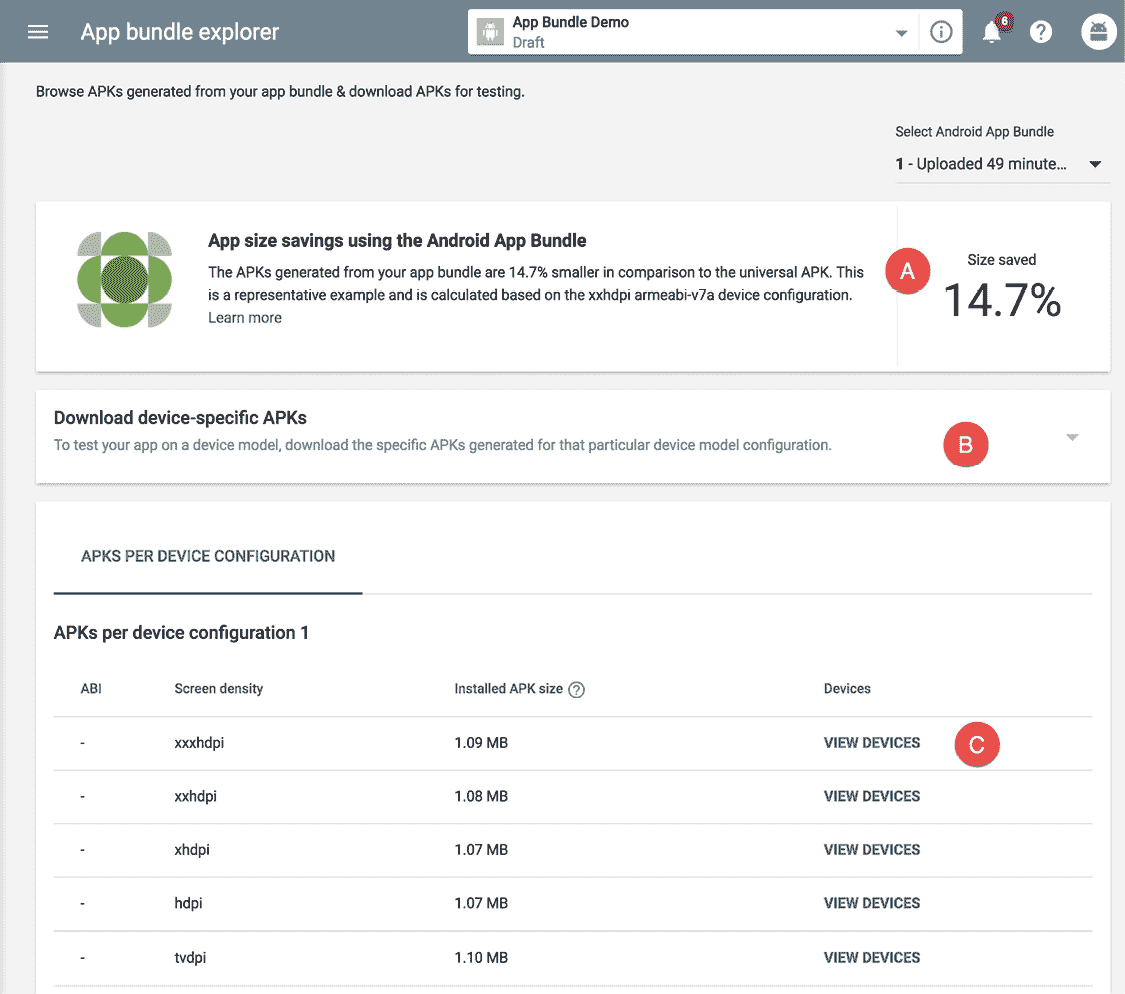 App bundle explorer
App Bundle Demo
Draft
6
Browse APKs generated from your app bundle & download APKs for testing.
Select Android App Bundle
1 - Uploaded 49 minute...
App size savings using the Android App Bundle
The APKs generated from your app bundle are 14.7% smaller in comparison to the universal APK. This
is a representative example and is calculated based on the xxhdpi armeabi-v7a device configuration.
Learn more
A
Size saved
14.7%
Download device-specific APKs
To test your app on a device model, download the specific APKs generated for that particular device model configuration.
B
APKS PER DEVICE CONFIGURATION
APKs per device configuration 1
ABI Screen density Installed APK size ? Devices
- xxxhdpi 1.09 MB VIEW DEVICES C
- xxhdpi 1.08 MB VIEW DEVICES
- xhdpi 1.07 MB VIEW DEVICES
- hdpi 1.07 MB VIEW DEVICES
- tvdpi 1.10 MB VIEW DEVICES